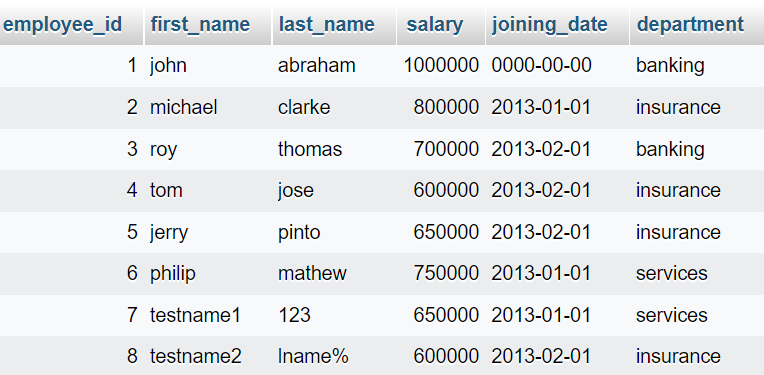 employee_id first_name last_name salary joining_date department
1 john abraham 1000000 0000-00-00 banking
2 michael clarke 800000 2013-01-01 insurance
3 roy thomas 700000 2013-02-01 banking
4 tom jose 600000 2013-02-01 insurance
5 jerry pinto 650000 2013-02-01 insurance
6 philip mathew 750000 2013-01-01 services
7 testname1 123 650000 2013-01-01 services
8 testname2 lname% 600000 2013-02-01 insurance